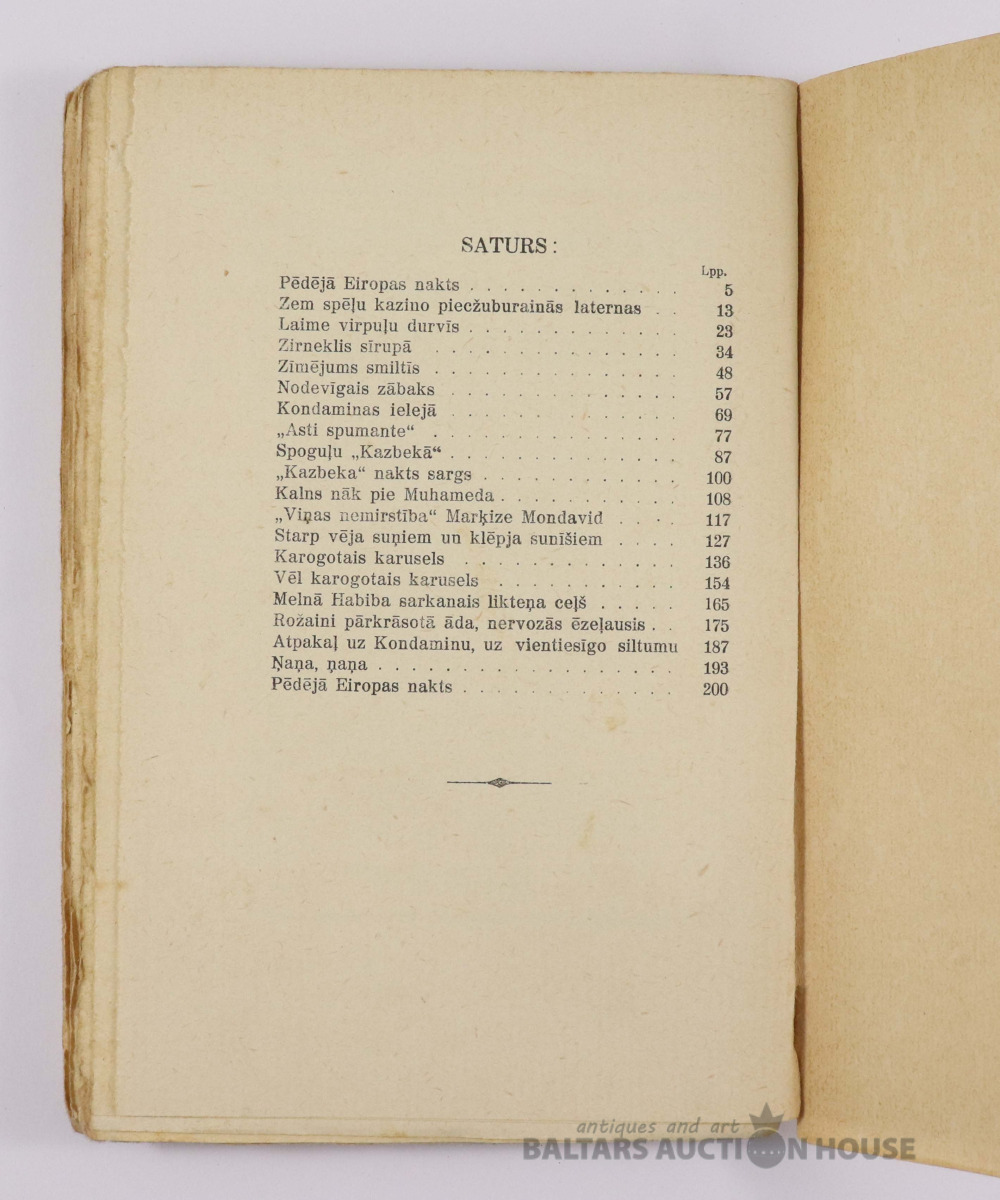 SATURS:
Lpp.
Pēdējā Eiropas nakts . . . . . . . . . . . . . 5
Zem spēļu kazino piecžuburainās laternas . . 13
Laime virpuļu durvīs . . . . . . . . . . . . . 23
Zirneklis sīrupā . . . . . . . . . . . . . . 34
Zīmējums smiltīs . . . . . . . . . . . . . . 48
Nodevīgais zābaks . . . . . . . . . . . . . 57
Kondaminas ielejā . . . . . . . . . . . . . 69
„Asti spumante“ . . . . . . . . . . . . . . 77
Spoguļu „Kazbekā“ . . . . . . . . . . . . . 87
„Kazbeka“ nakts sargs . . . . . . . . . . . 100
Kalns nāk pie Muhameda . . . . . . . . . . 108
„Viņas nemirstība“ Marķize Mondavid . . . . 117
Starp vēja suņiem un klēpja sunīšiem . . . . 127
Karogotais karusels . . . . . . . . . . . . 136
Vēl karogotais karusels . . . . . . . . . . 154
Melnā Habiba sarkanais likteņa ceļš . . . . . 165
Rožaini pārkrāsotā āda, nervozās ēzeļausis . . 175
Atpakaļ uz Kondaminu, uz vientiesīgo siltumu 187
Ņaņa, ņaņa . . . . . . . . . . . . . . . . . 193
Pēdējā Eiropas nakts . . . . . . . . . . . . 200
antiques and art
BALTARS AUCTION HOUSE